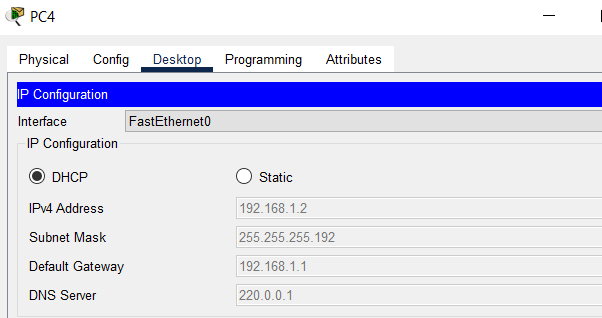 PC4
Physical Config Desktop Programming Attributes
IP Configuration
Interface FastEthernet0
IP Configuration
DHCP Static
IPv4 Address 192.168.1.2
Subnet Mask 255.255.255.192
Default Gateway 192.168.1.1
DNS Server 220.0.0.1